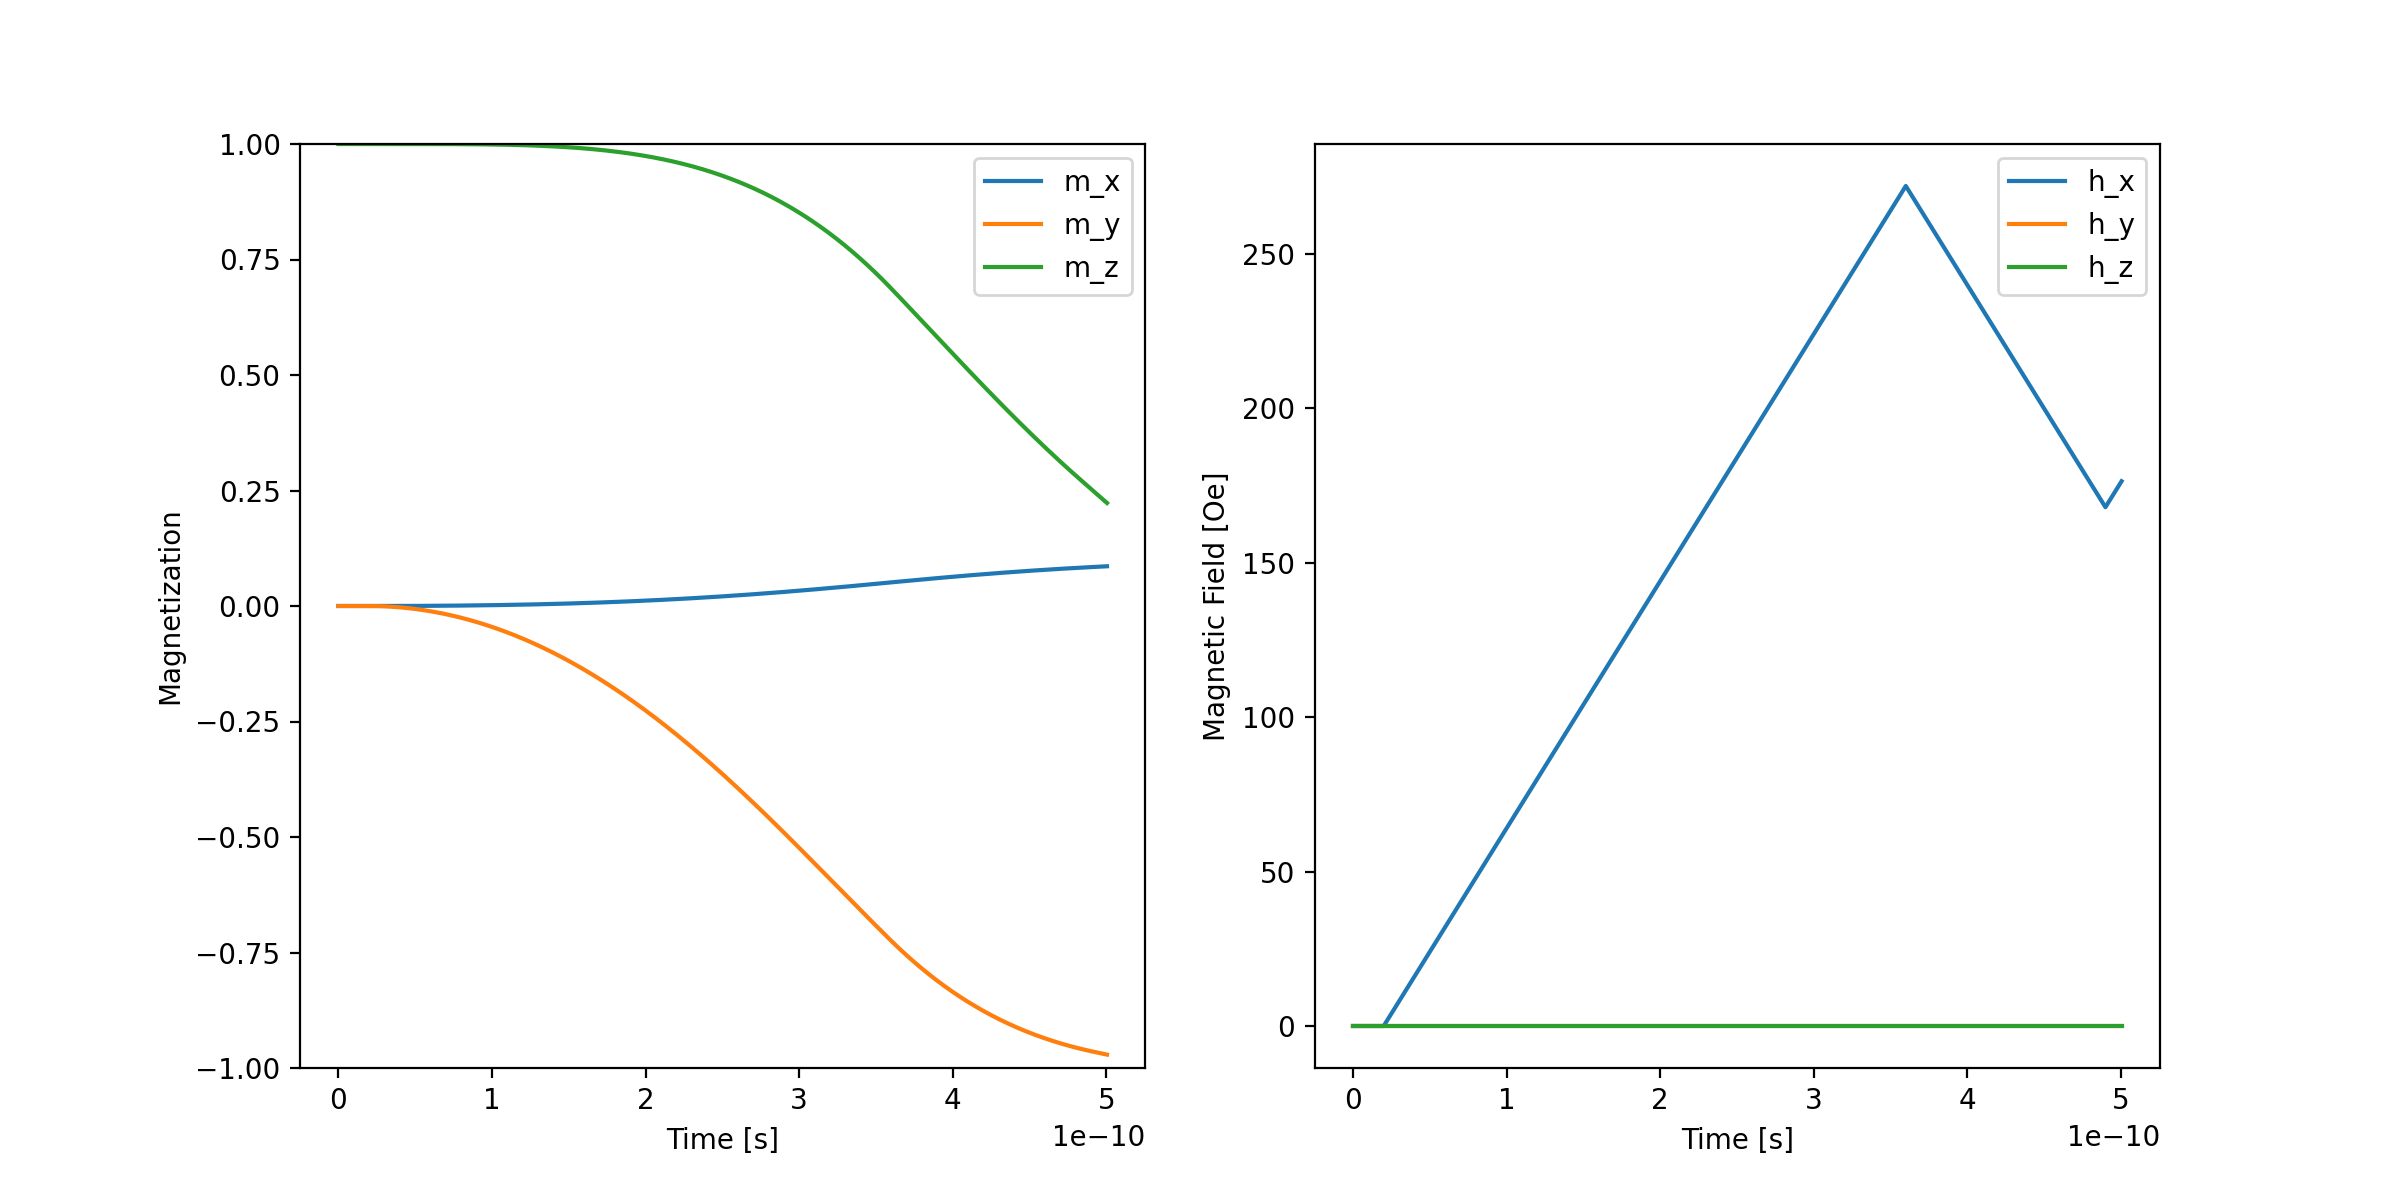 1.00
0.75
0.50
0.25
0.00
−0.25
−0.50
−0.75
−1.00
Magnetization
0 1 2 3 4 5
1e−10
Time [s]
m_x
m_y
m_z
250
200
150
100
50
0
Magnetic Field [Oe]
0 1 2 3 4 5
1e−10
Time [s]
h_x
h_y
h_z